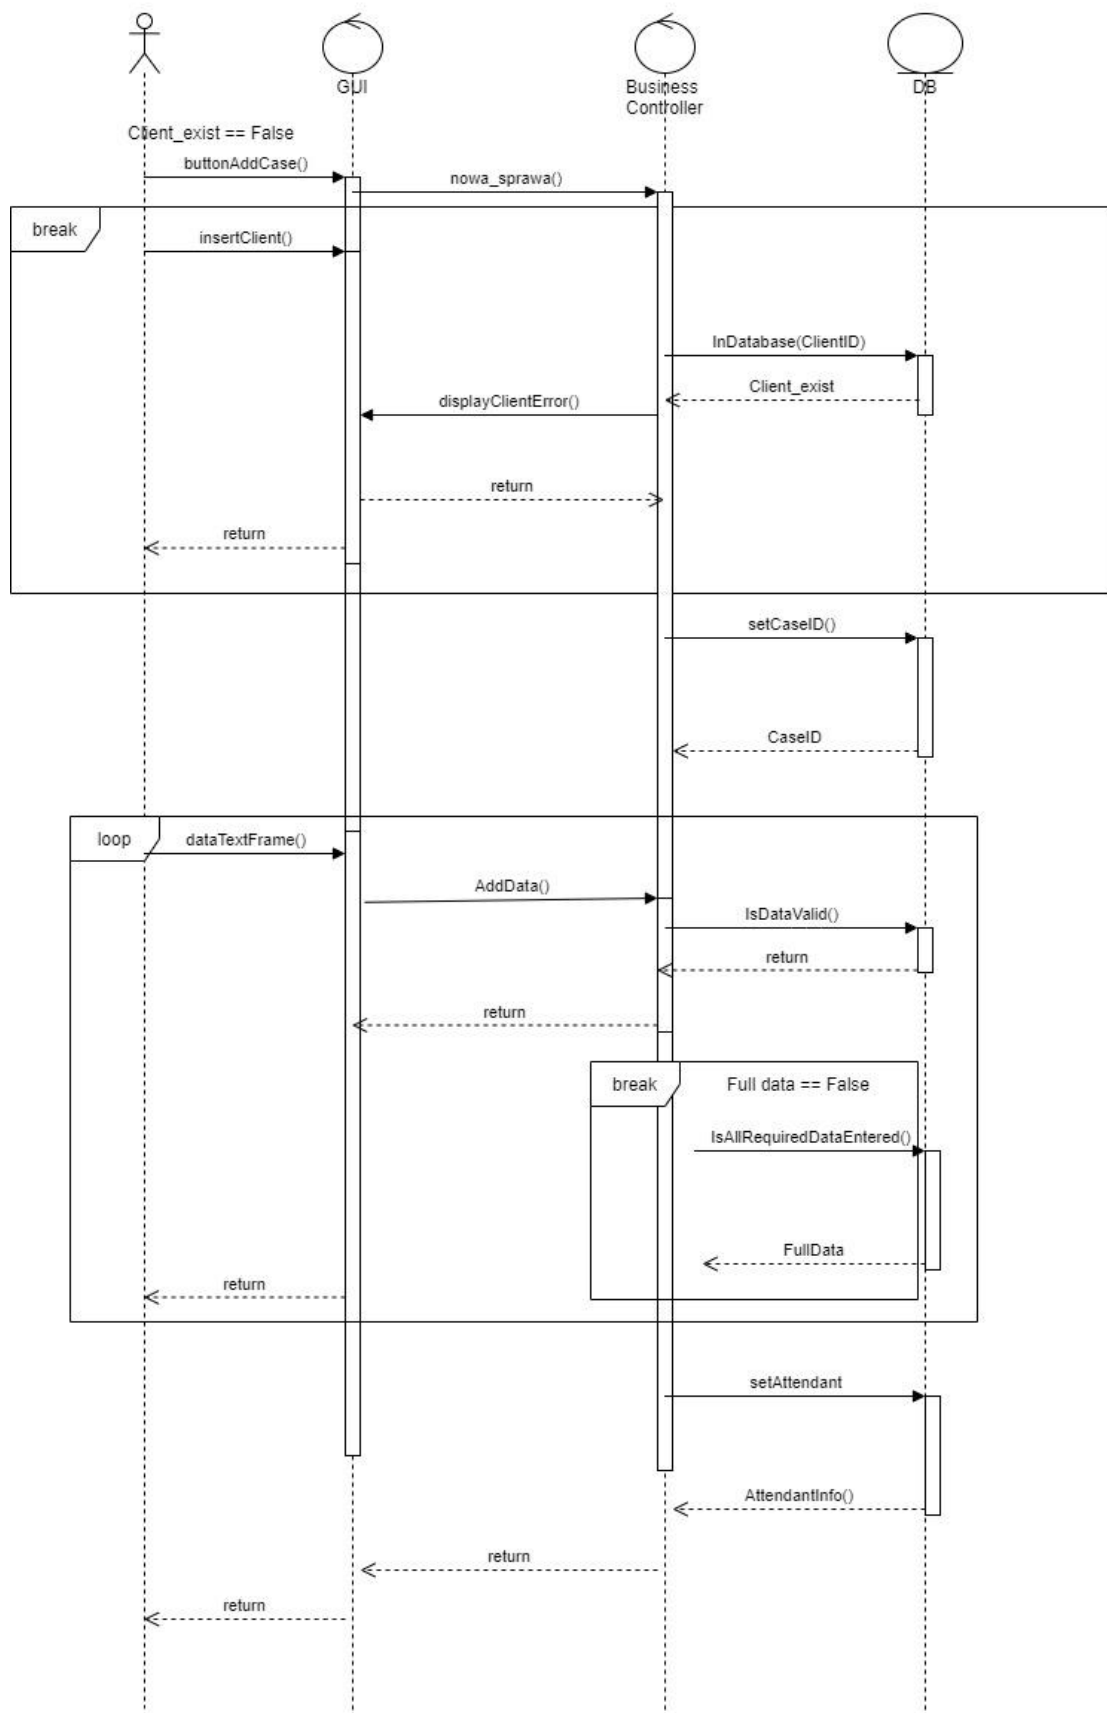 GUI
Business
Controller
DB
Client_exist == False
buttonAddCase()
nowa_sprawa()
break
insertClient()
InDatabase(ClientID)
Client_exist
displayClientError()
return
return
setCaseID()
CaseID
loop
dataTextFrame()
AddData()
IsDataValid()
return
return
break
Full data == False
IsAllRequiredDataEntered()
FullData
return
setAttendant
AttendantInfo()
return
return